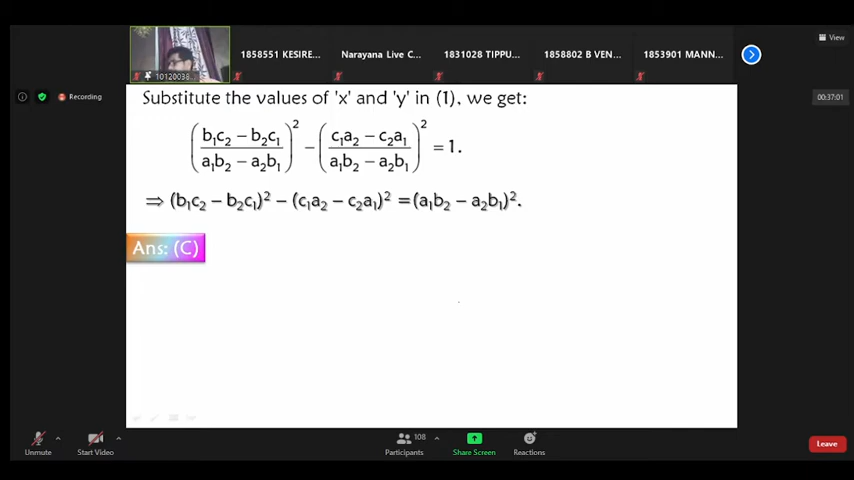 View
1858551 KESIRE... Narayana Live C... 1831028 TIPPU... 1858802 B VEN... 1853901 MANN...
10120038...
Recording
00:37:01
Substitute the values of 'x' and 'y' in (1), we get:
((b₁c₂ − b₂c₁)/(a₁b₂ − a₂b₁))² − ((c₁a₂ − c₂a₁)/(a₁b₂ − a₂b₁))² = 1.
⇒ (b₁c₂ − b₂c₁)² − (c₁a₂ − c₂a₁)² = (a₁b₂ − a₂b₁)².
Ans: (C)
108
Unmute Start Video Participants Share Screen Reactions Leave